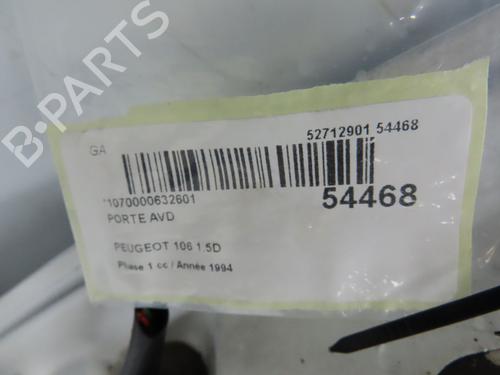 GA
52712901 54468
*1070000632601
54468
PORTE AVD
PEUGEOT 106 1.5D
Phase 1 cc / Année 1994
B-PARTS